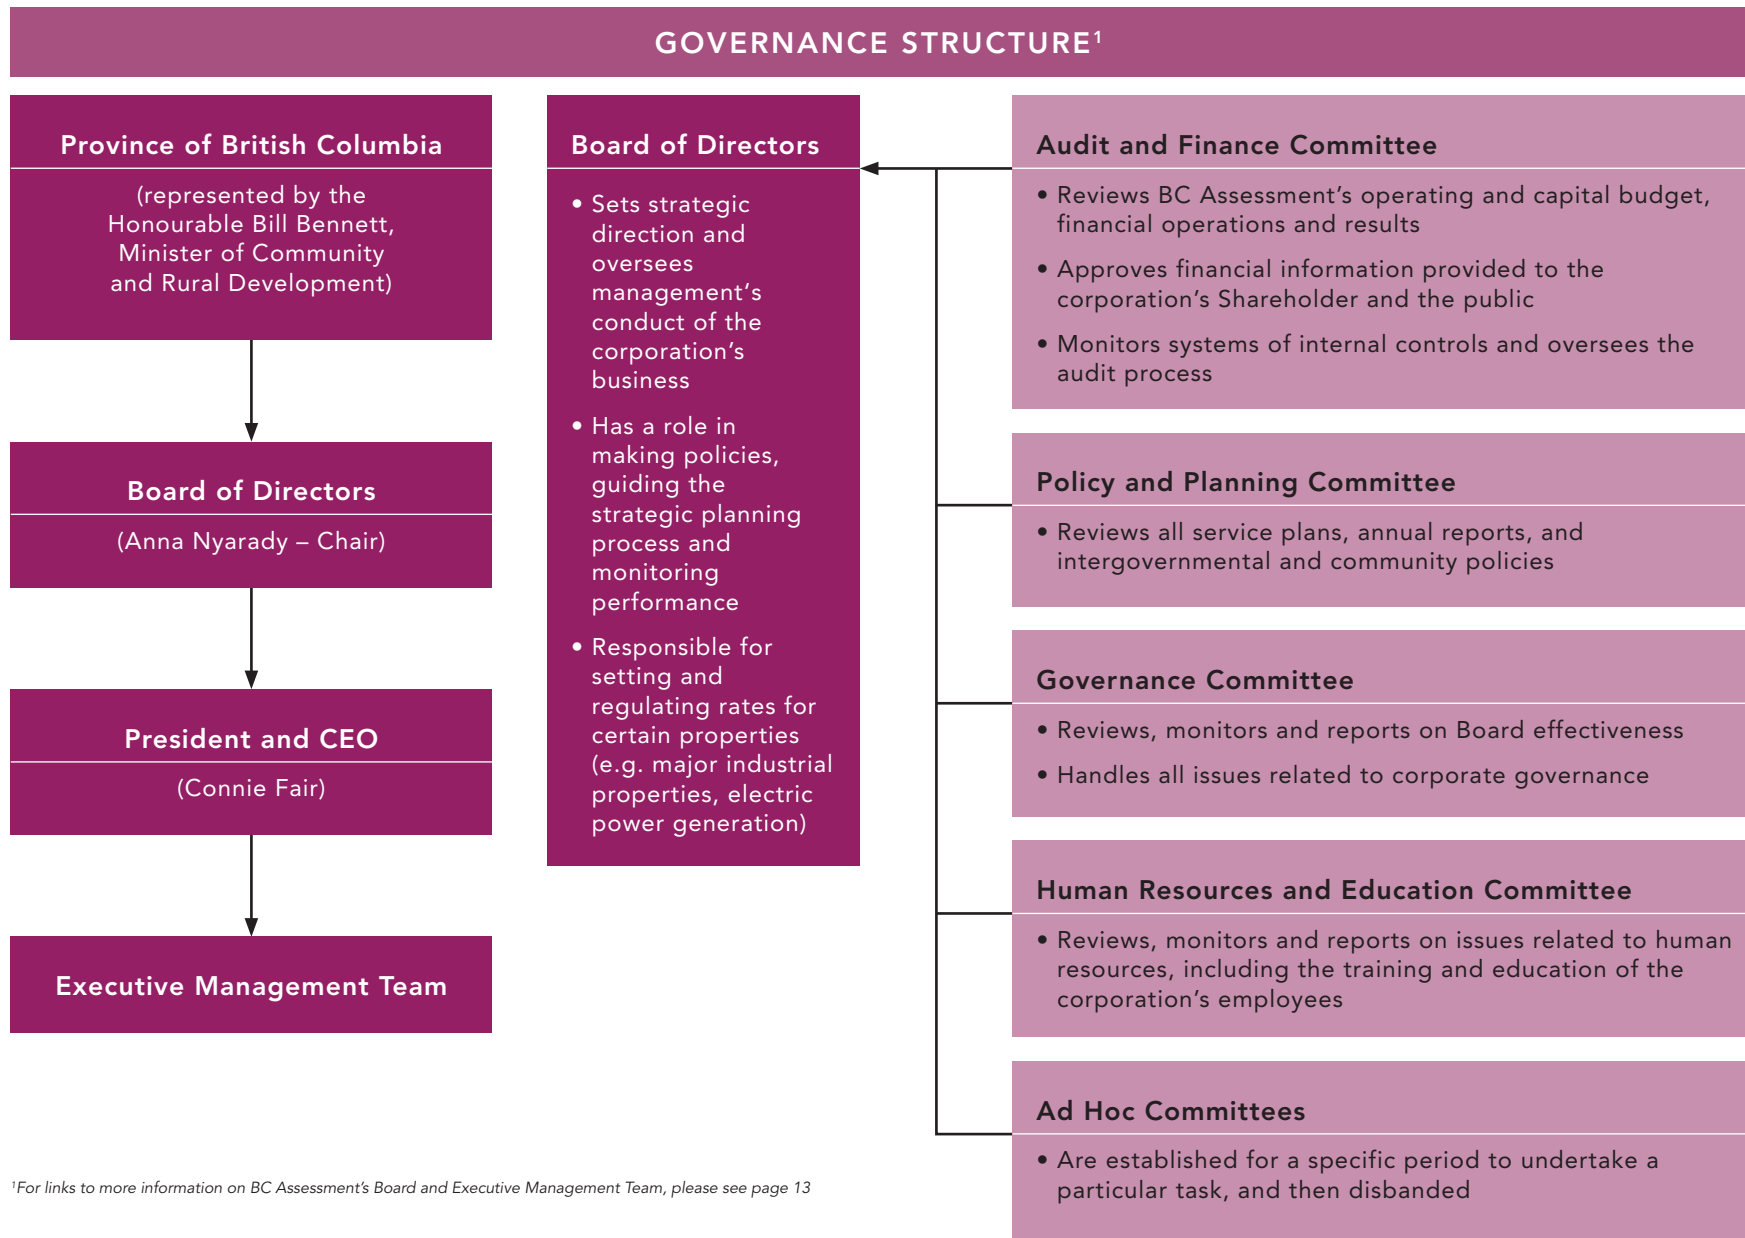 GOVERNANCE STRUCTURE¹
Province of British Columbia
(represented by the
Honourable Bill Bennett,
Minister of Community
and Rural Development)
Board of Directors
(Anna Nyarady – Chair)
President and CEO
(Connie Fair)
Executive Management Team
Board of Directors
• Sets strategic
direction and
oversees
management‘s
conduct of the
corporation’s
business
• Has a role in
making policies,
guiding the
strategic planning
process and
monitoring
performance
• Responsible for
setting and
regulating rates for
certain properties
(e.g. major industrial
properties, electric
power generation)
Audit and Finance Committee
• Reviews BC Assessment’s operating and capital budget,
financial operations and results
• Approves financial information provided to the
corporation’s Shareholder and the public
• Monitors systems of internal controls and oversees the
audit process
Policy and Planning Committee
• Reviews all service plans, annual reports, and
intergovernmental and community policies
Governance Committee
• Reviews, monitors and reports on Board effectiveness
• Handles all issues related to corporate governance
Human Resources and Education Committee
• Reviews, monitors and reports on issues related to human
resources, including the training and education of the
corporation’s employees
Ad Hoc Committees
• Are established for a specific period to undertake a
particular task, and then disbanded
¹For links to more information on BC Assessment’s Board and Executive Management Team, please see page 13